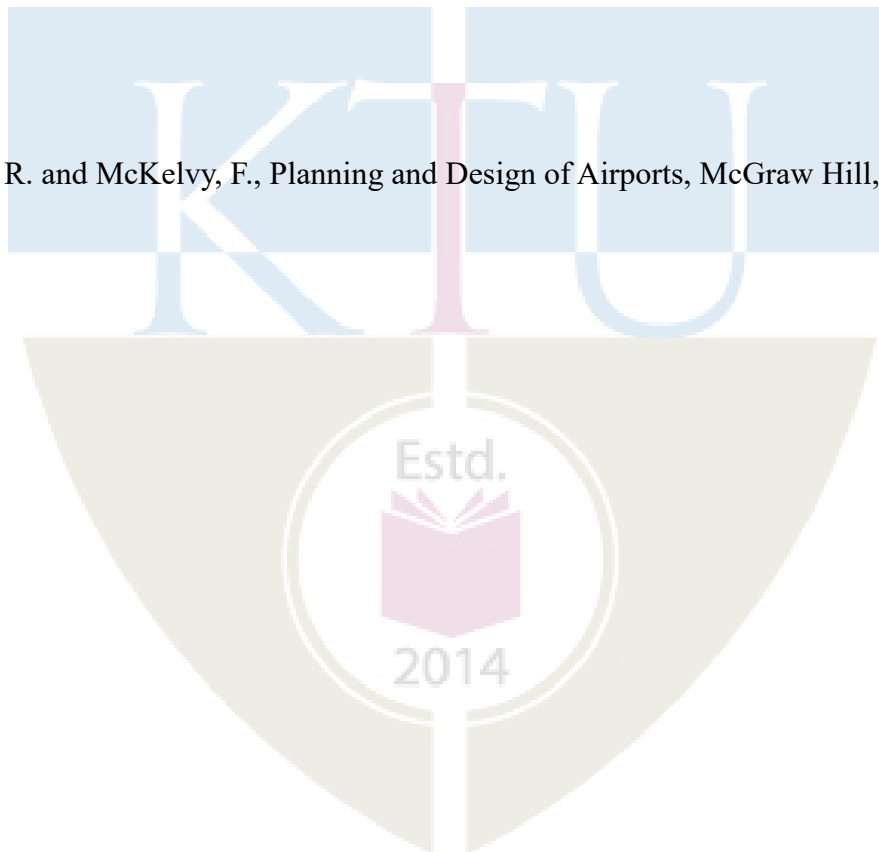 KTU
R. and McKelvy, F., Planning and Design of Airports, McGraw Hill,
Estd.
2014